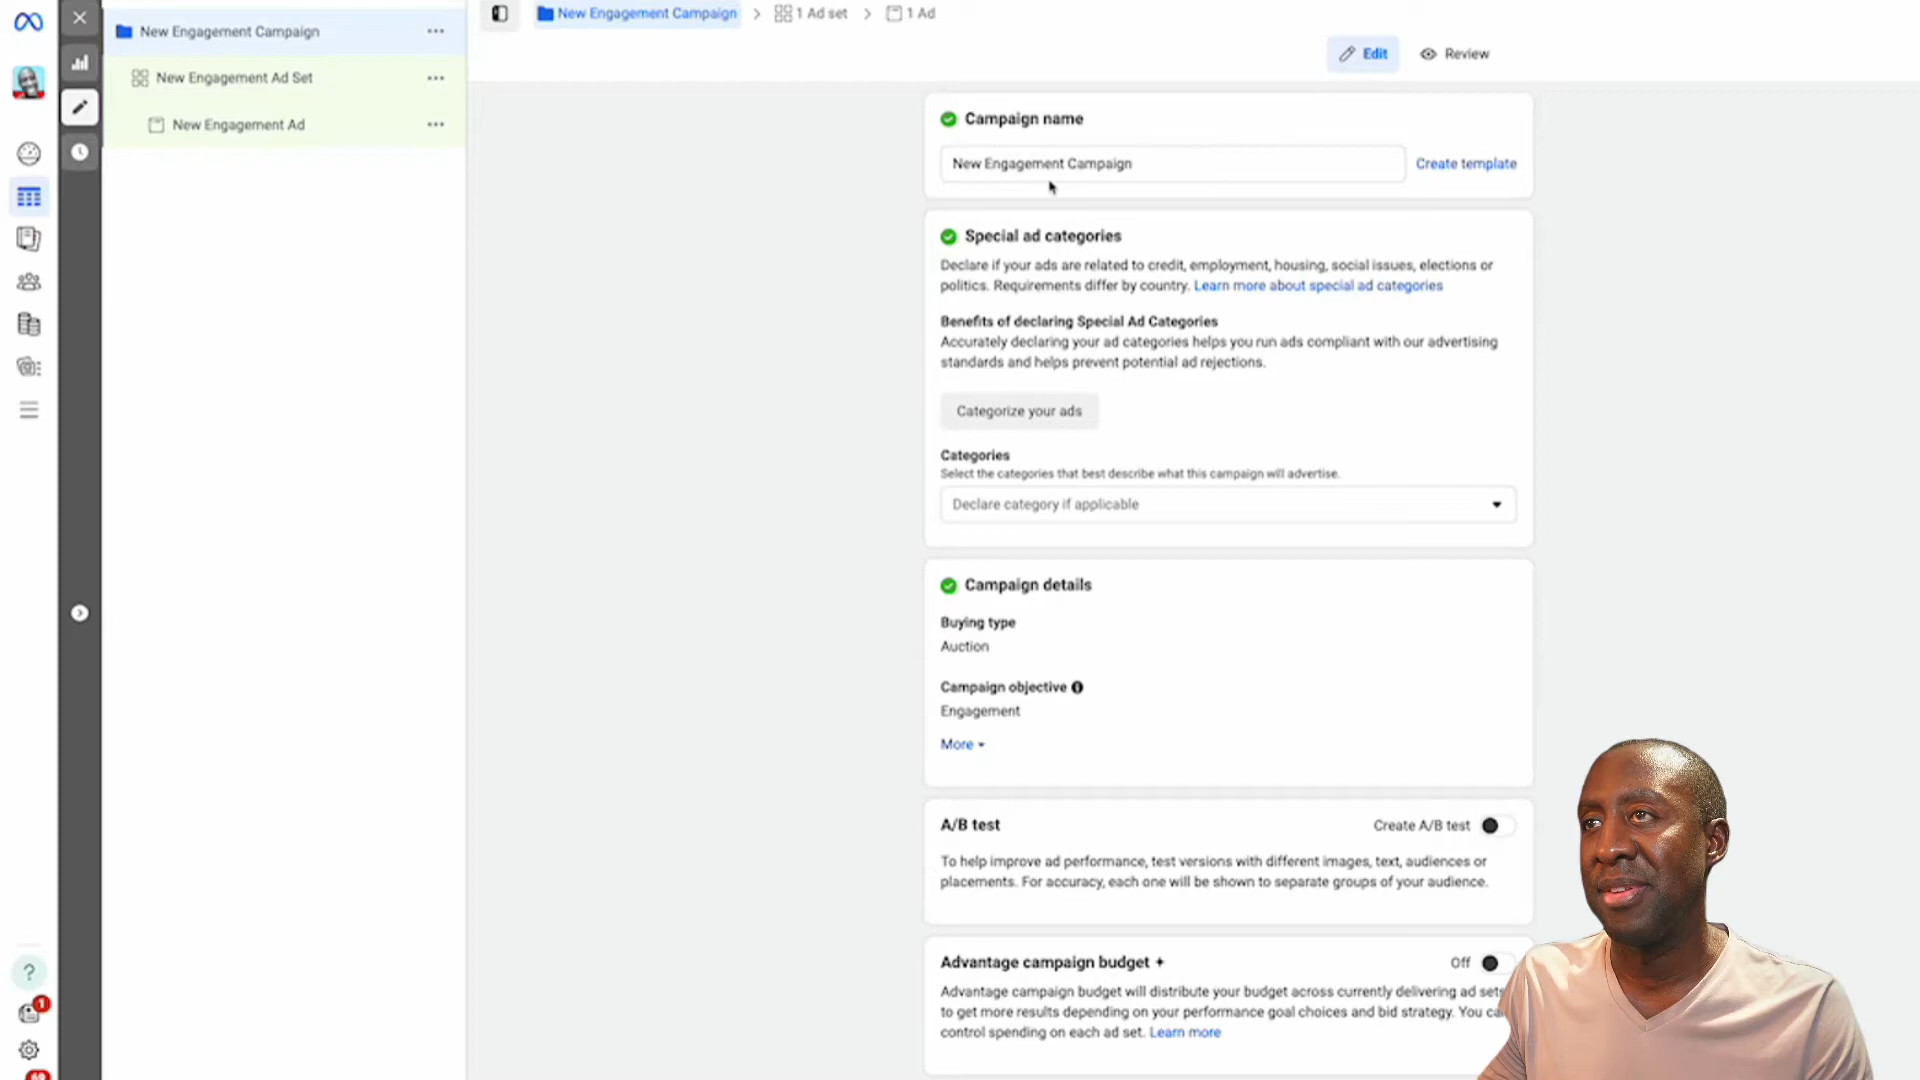 New Engagement Campaign
New Engagement Ad Set
New Engagement Ad
New Engagement Campaign
1 Ad set
1 Ad
Edit
Review
Campaign name
New Engagement Campaign
Create template
Special ad categories
Declare if your ads are related to credit, employment, housing, social issues, elections or
politics. Requirements differ by country. Learn more about special ad categories
Benefits of declaring Special Ad Categories
Accurately declaring your ad categories helps you run ads compliant with our advertising
standards and helps prevent potential ad rejections.
Categorize your ads
Categories
Select the categories that best describe what this campaign will advertise.
Declare category if applicable
Campaign details
Buying type
Auction
Campaign objective
Engagement
More
A/B test
Create A/B test
To help improve ad performance, test versions with different images, text, audiences or
placements. For accuracy, each one will be shown to separate groups of your audience.
Advantage campaign budget +
Off
Advantage campaign budget will distribute your budget across currently delivering ad sets
to get more results depending on your performance goal choices and bid strategy. You
control spending on each ad set. Learn more
?
1